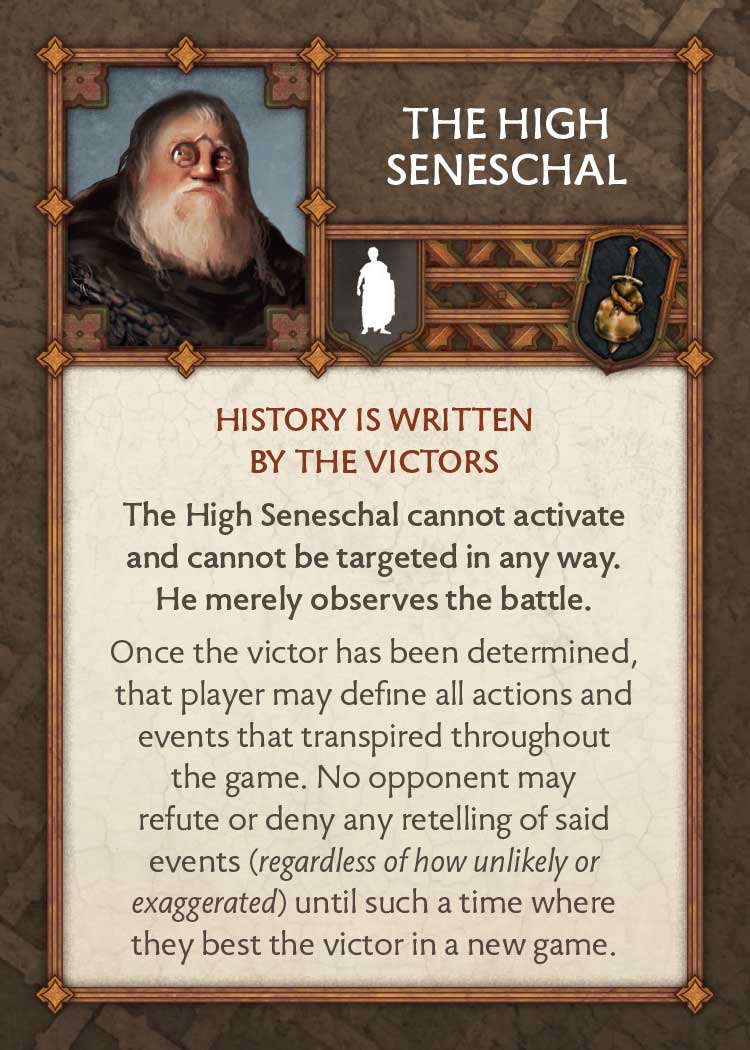 THE HIGH
SENESCHAL
HISTORY IS WRITTEN
BY THE VICTORS
The High Seneschal cannot activate
and cannot be targeted in any way.
He merely observes the battle.
Once the victor has been determined,
that player may define all actions and
events that transpired throughout
the game. No opponent may
refute or deny any retelling of said
events (regardless of how unlikely or
exaggerated) until such a time where
they best the victor in a new game.